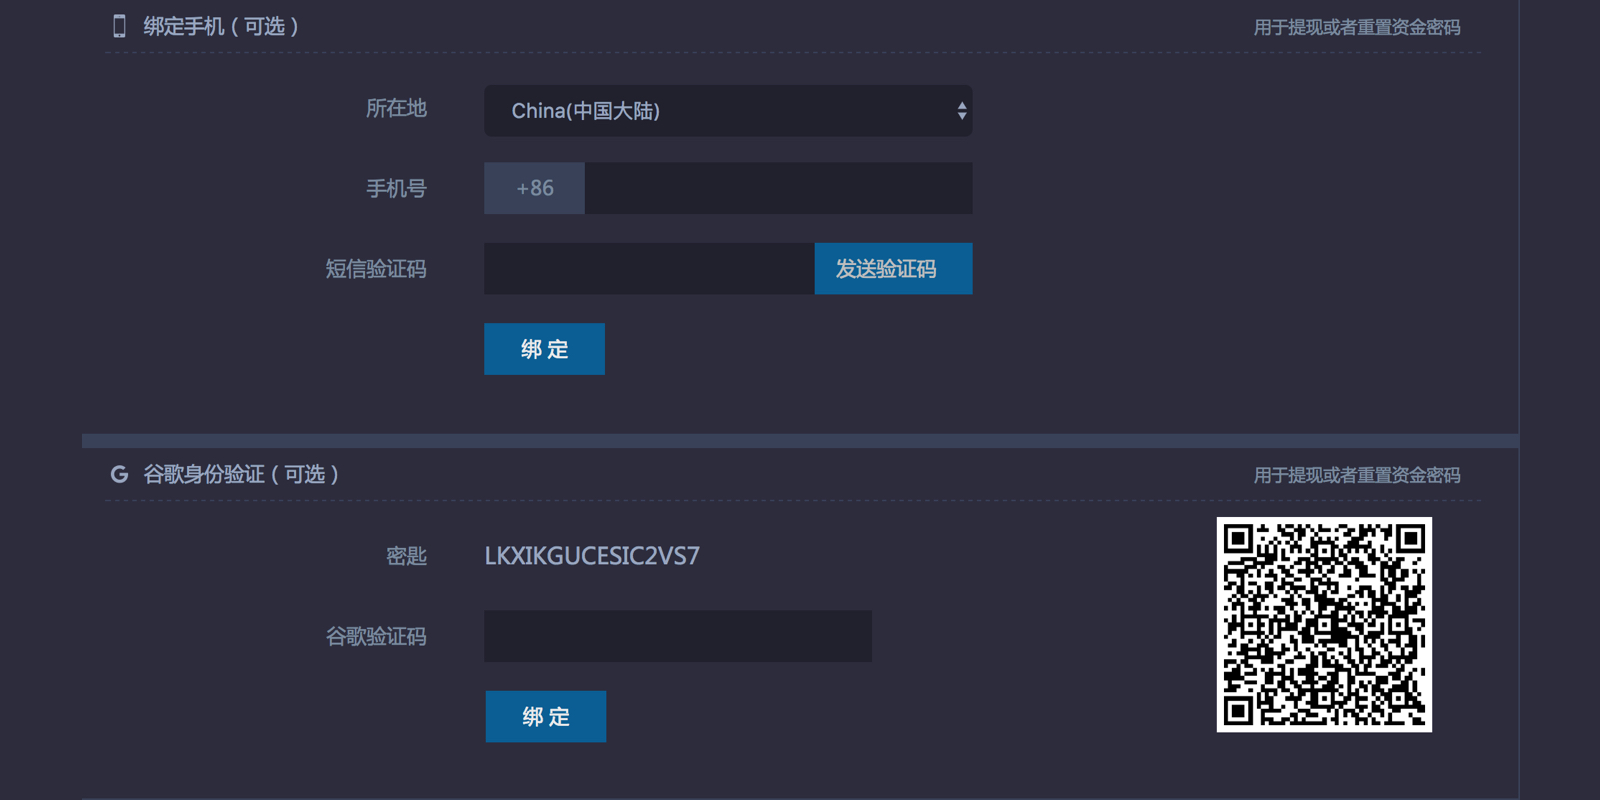 绑定手机（可选） 用于提现或者重置资金密码
所在地 China(中国大陆)
手机号 +86
短信验证码 发送验证码
绑 定
G 谷歌身份验证（可选） 用于提现或者重置资金密码
密匙 LKXIKGUCESIC2VS7
谷歌验证码
绑 定